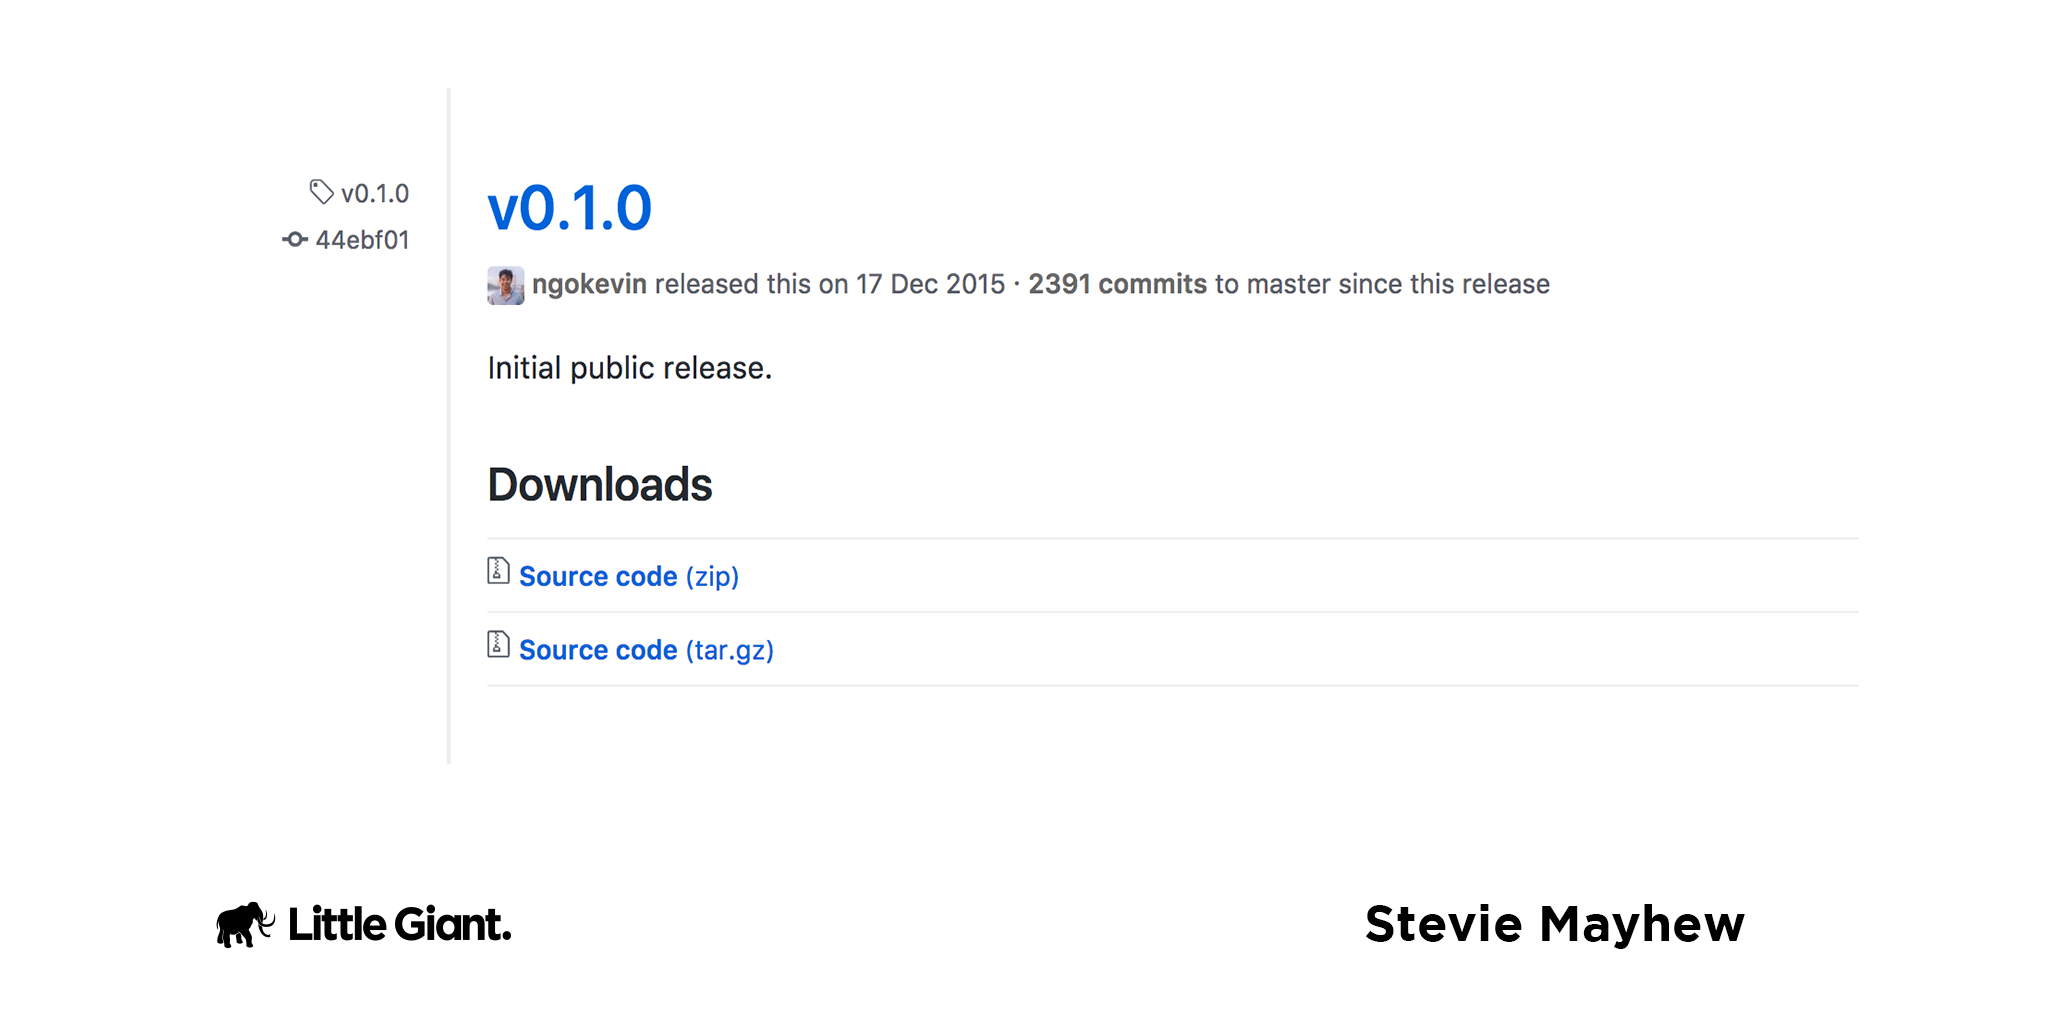 v0.1.0
44ebf01
v0.1.0
ngokevin released this on 17 Dec 2015 · 2391 commits to master since this release
Initial public release.
Downloads
Source code (zip)
Source code (tar.gz)
Little Giant.
Stevie Mayhew